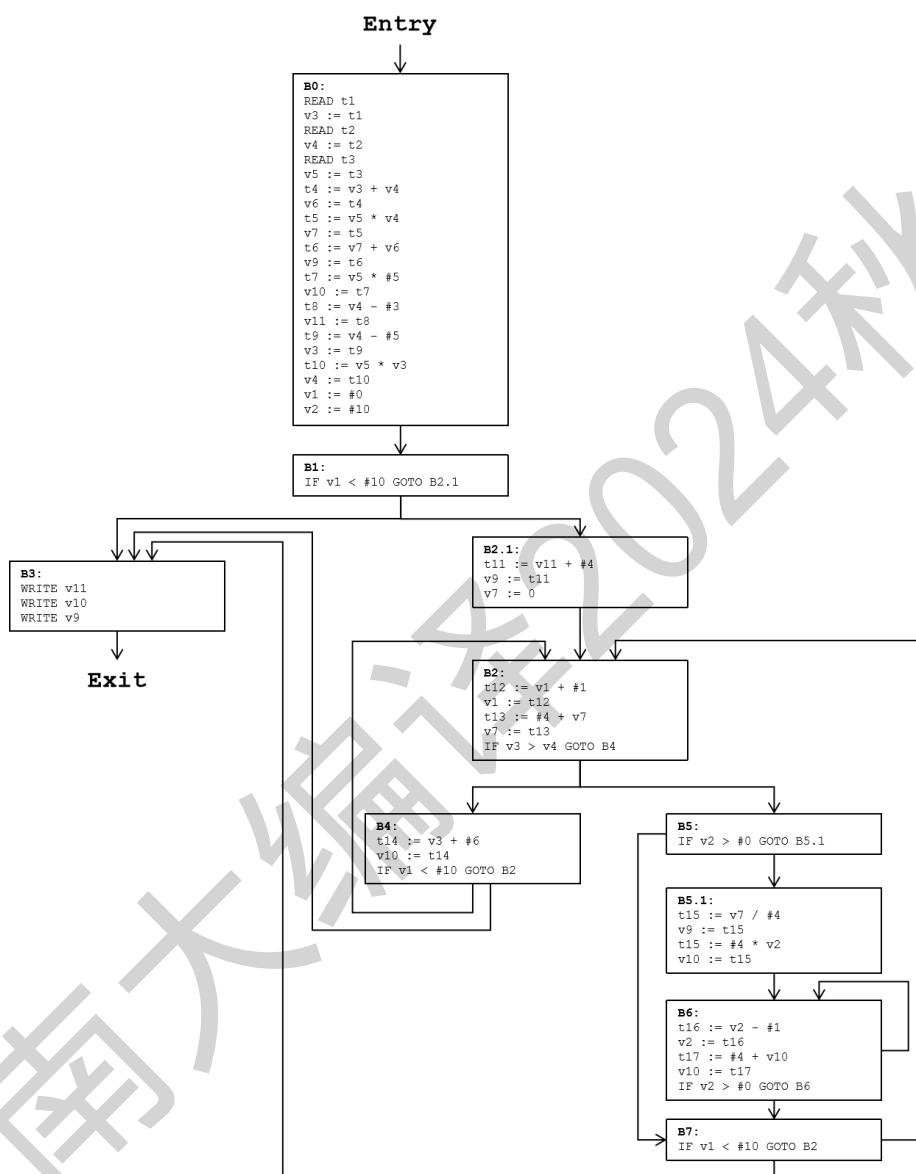 Entry
B0:
READ t1
v3 := t1
READ t2
v4 := t2
READ t3
v5 := t3
t4 := v3 + v4
v6 := t4
t5 := v5 * v4
v7 := t5
t6 := v7 + v6
v9 := t6
t7 := v5 * #5
v10 := t7
t8 := v4 - #3
v11 := t8
t9 := v4 - #5
v3 := t9
t10 := v5 * v3
v4 := t10
v1 := #0
v2 := #10
B1:
IF v1 < #10 GOTO B2.1
B3:
WRITE v11
WRITE v10
WRITE v9
Exit
B2.1:
t11 := v11 + #4
v9 := t11
v7 := 0
B2:
t12 := v1 + #1
v1 := t12
t13 := #4 + v7
v7 := t13
IF v3 > v4 GOTO B4
B4:
t14 := v3 + #6
v10 := t14
IF v1 < #10 GOTO B2
B5:
IF v2 > #0 GOTO B5.1
B5.1:
t15 := v7 / #4
v9 := t15
t15 := #4 * v2
v10 := t15
B6:
t16 := v2 - #1
v2 := t16
t17 := #4 + v10
v10 := t17
IF v2 > #0 GOTO B6
B7:
IF v1 < #10 GOTO B2
南大编译2024秋